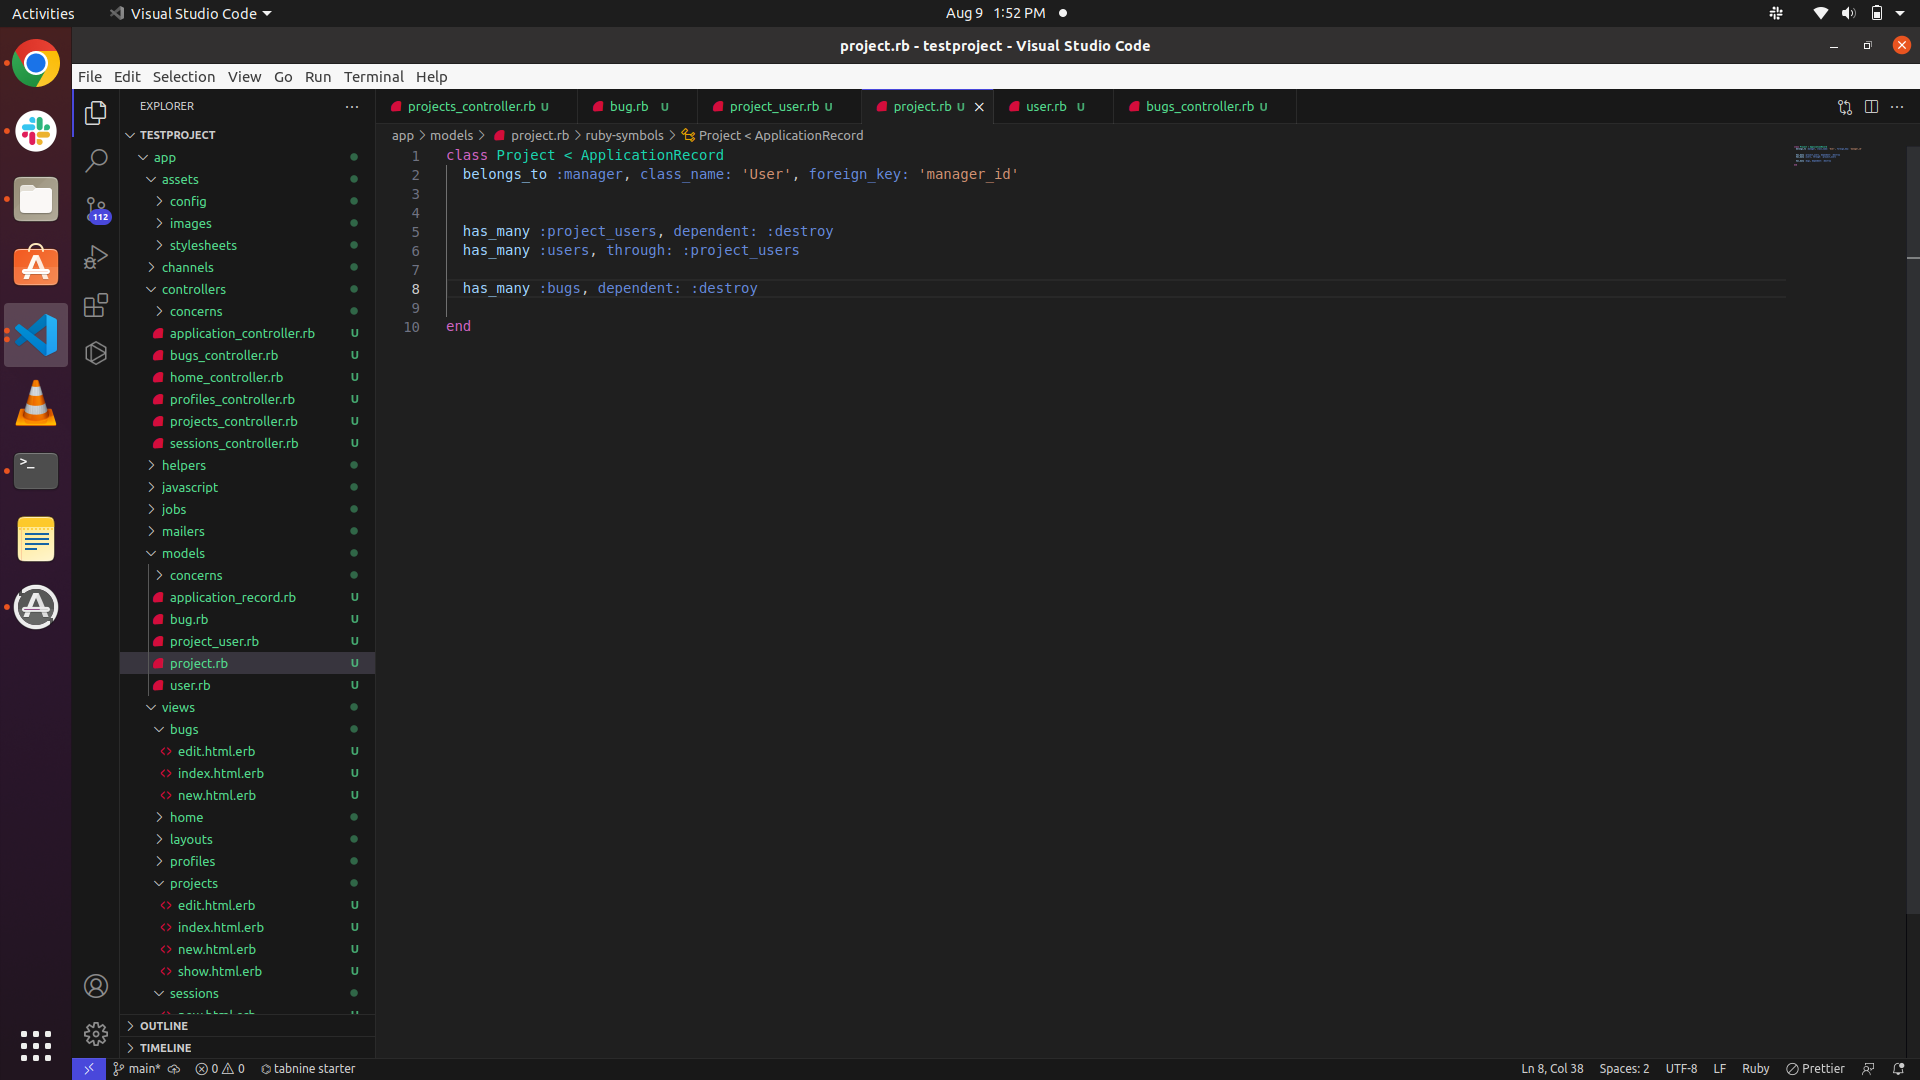 Activities
Visual Studio Code
Aug 9 1:52 PM
project.rb - testproject - Visual Studio Code
File Edit Selection View Go Run Terminal Help
EXPLORER
projects_controller.rb U
bug.rb U
project_user.rb U
project.rb U
user.rb U
bugs_controller.rb U
app > models > project.rb > ruby-symbols > Project < ApplicationRecord
TESTPROJECT
app
assets
config
images
stylesheets
channels
controllers
concerns
application_controller.rb U
bugs_controller.rb U
home_controller.rb U
profiles_controller.rb U
projects_controller.rb U
sessions_controller.rb U
helpers
javascript
jobs
mailers
models
concerns
application_record.rb U
bug.rb U
project_user.rb U
project.rb U
user.rb U
views
bugs
edit.html.erb U
index.html.erb U
new.html.erb U
home
layouts
profiles
projects
edit.html.erb U
index.html.erb U
new.html.erb U
show.html.erb U
sessions
OUTLINE
TIMELINE
112
1 class Project < ApplicationRecord
2 belongs_to :manager, class_name: 'User', foreign_key: 'manager_id'
3
4
5 has_many :project_users, dependent: :destroy
6 has_many :users, through: :project_users
7
8 has_many :bugs, dependent: :destroy
9
10 end
main* 0 0 tabnine starter
Ln 8, Col 38 Spaces: 2 UTF-8 LF Ruby Prettier